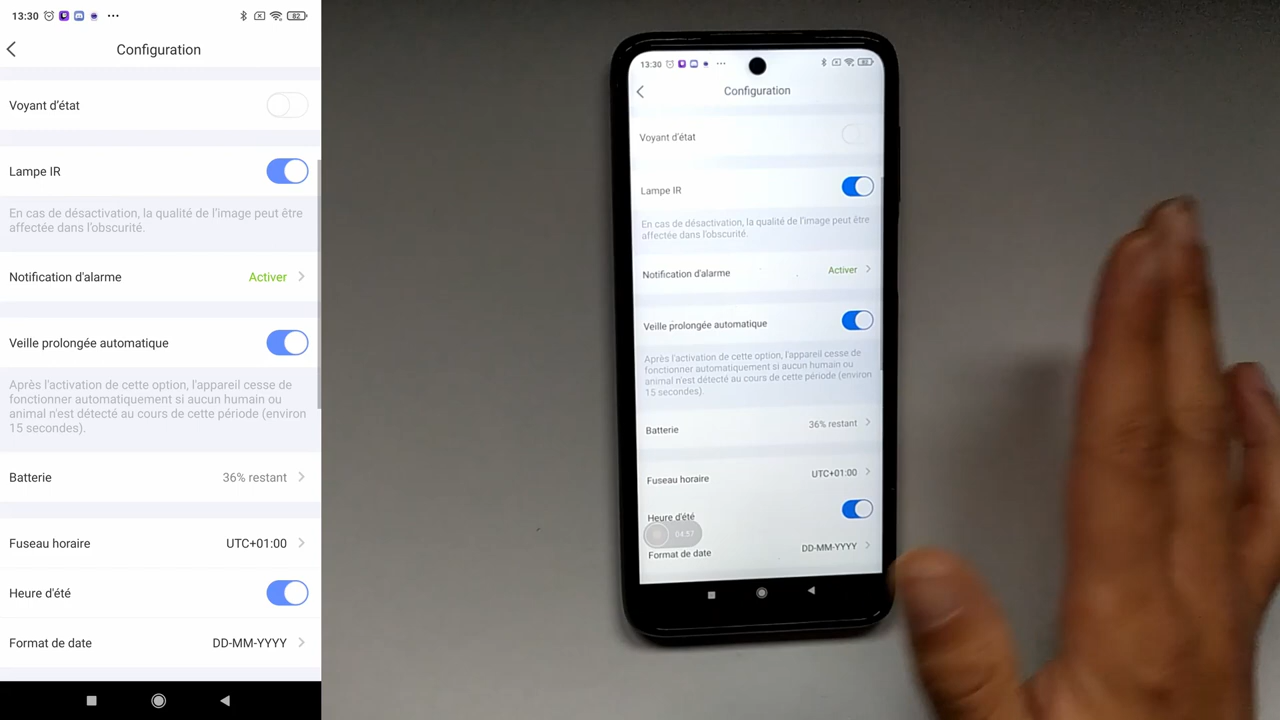 13:30
82
Configuration
Voyant d'état
Lampe IR
En cas de désactivation, la qualité de l'image peut être
affectée dans l'obscurité.
Notification d'alarme Activer
Veille prolongée automatique
Après l'activation de cette option, l'appareil cesse de
fonctionner automatiquement si aucun humain ou
animal n'est détecté au cours de cette période (environ
15 secondes).
Batterie 36% restant
Fuseau horaire UTC+01:00
Heure d'été
Format de date DD-MM-YYYY
13:30
82
Configuration
Voyant d'état
Lampe IR
En cas de désactivation, la qualité de l'image peut être
affectée dans l'obscurité.
Notification d'alarme Activer
Veille prolongée automatique
Après l'activation de cette option, l'appareil cesse de
fonctionner automatiquement si aucun humain ou
animal n'est détecté au cours de cette période (environ
15 secondes).
Batterie 36% restant
Fuseau horaire UTC+01:00
Heure d'été
04:57
Format de date DD-MM-YYYY